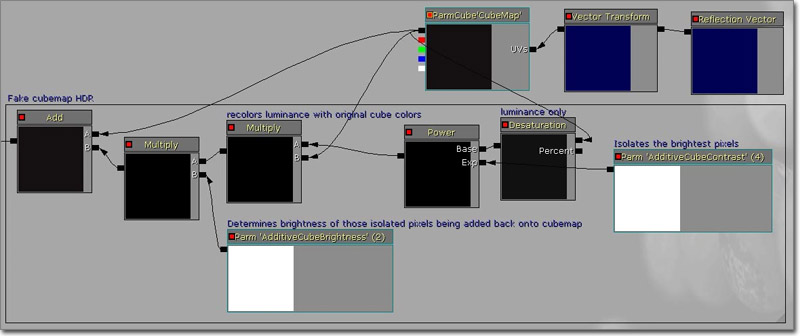 ParmCube'CubeMap'
UVs
Vector Transform
Reflection Vector
Fake cubemap HDR
Add
A
B
Multiply
A
B
recolors luminance with original cube colors
Multiply
A
B
Power
Base
Exp
luminance only
Desaturation
Percent
Isolates the brightest pixels
Parm 'AdditiveCubeContrast' (4)
Determines brightness of those isolated pixels being added back onto cubemap
Parm 'AdditiveCubeBrightness' (2)